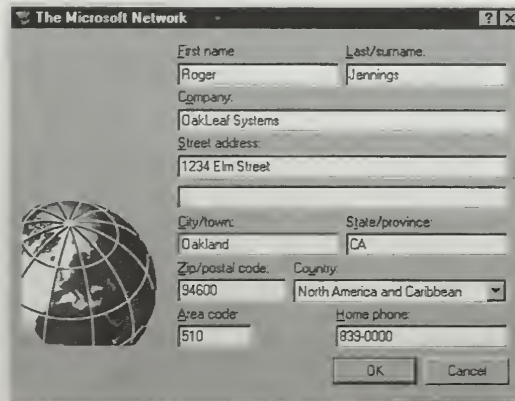 The Microsoft Network
First name
Last/surname:
Roger
Jennings
Company:
OakLeaf Systems
Street address:
1234 Elm Street
City/town:
State/province:
Oakland
CA
Zip/postal code:
Country:
94600
North America and Caribbean
Area code:
Home phone:
510
839-0000
OK
Cancel